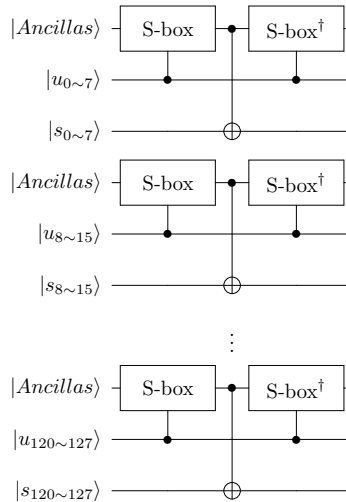 |Ancillas⟩ S-box S-box†
|u0∼7⟩
|s0∼7⟩
|Ancillas⟩ S-box S-box†
|u8∼15⟩
|s8∼15⟩
⋮
|Ancillas⟩ S-box S-box†
|u120∼127⟩
|s120∼127⟩